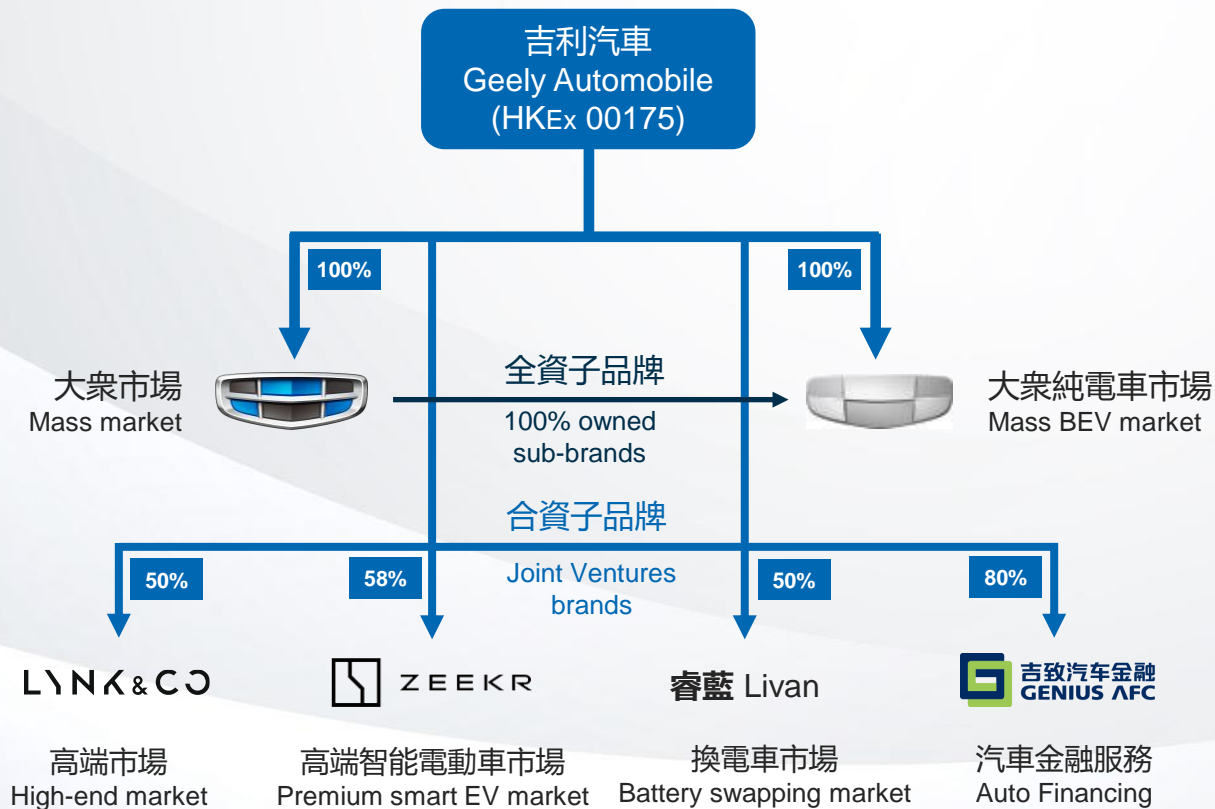 吉利汽車
Geely Automobile
(HKEx 00175)
100%
100%
大衆市場
Mass market
全資子品牌
100% owned
sub-brands
大衆純電車市場
Mass BEV market
合資子品牌
Joint Ventures
brands
50%
58%
50%
80%
LYNK & CO
ZEEKR
睿藍 Livan
吉致汽车金融
GENIUS AFC
高端市場
High-end market
高端智能電動車市場
Premium smart EV market
換電車市場
Battery swapping market
汽車金融服務
Auto Financing